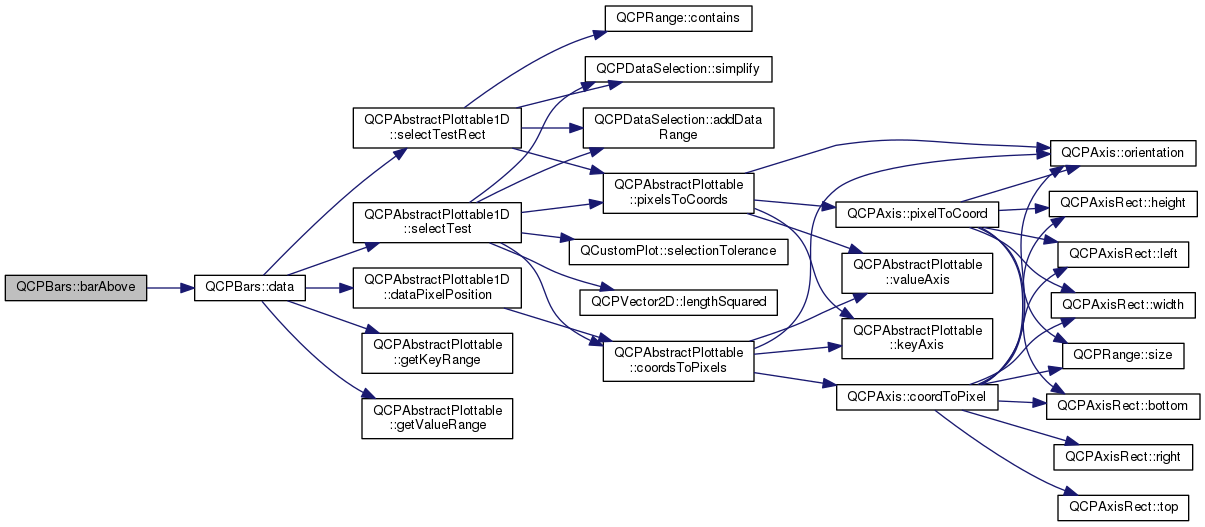 QCPBars::barAbove
QCPBars::data
QCPAbstractPlottable1D
::selectTestRect
QCPAbstractPlottable1D
::selectTest
QCPAbstractPlottable1D
::dataPixelPosition
QCPAbstractPlottable
::getKeyRange
QCPAbstractPlottable
::getValueRange
QCPRange::contains
QCPDataSelection::simplify
QCPDataSelection::addData
Range
QCPAbstractPlottable
::pixelsToCoords
QCustomPlot::selectionTolerance
QCPVector2D::lengthSquared
QCPAbstractPlottable
::coordsToPixels
QCPAxis::pixelToCoord
QCPAbstractPlottable
::valueAxis
QCPAbstractPlottable
::keyAxis
QCPAxis::coordToPixel
QCPAxis::orientation
QCPAxisRect::height
QCPAxisRect::left
QCPAxisRect::width
QCPRange::size
QCPAxisRect::bottom
QCPAxisRect::right
QCPAxisRect::top